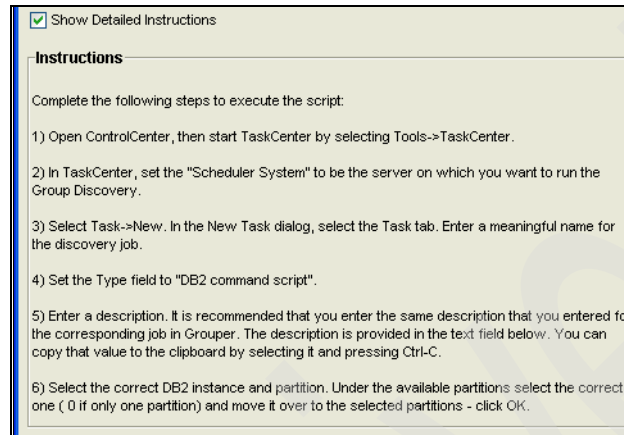 Show Detailed Instructions
Instructions
Complete the following steps to execute the script:
1) Open ControlCenter, then start TaskCenter by selecting Tools->TaskCenter.
2) In TaskCenter, set the "Scheduler System" to be the server on which you want to run the
Group Discovery.
3) Select Task->New. In the New Task dialog, select the Task tab. Enter a meaningful name for
the discovery job.
4) Set the Type field to "DB2 command script".
5) Enter a description. It is recommended that you enter the same description that you entered fo
the corresponding job in Grouper. The description is provided in the text field below. You can
copy that value to the clipboard by selecting it and pressing Ctrl-C.
6) Select the correct DB2 instance and partition. Under the available partitions select the correct
one ( 0 if only one partition) and move it over to the selected partitions - click OK.